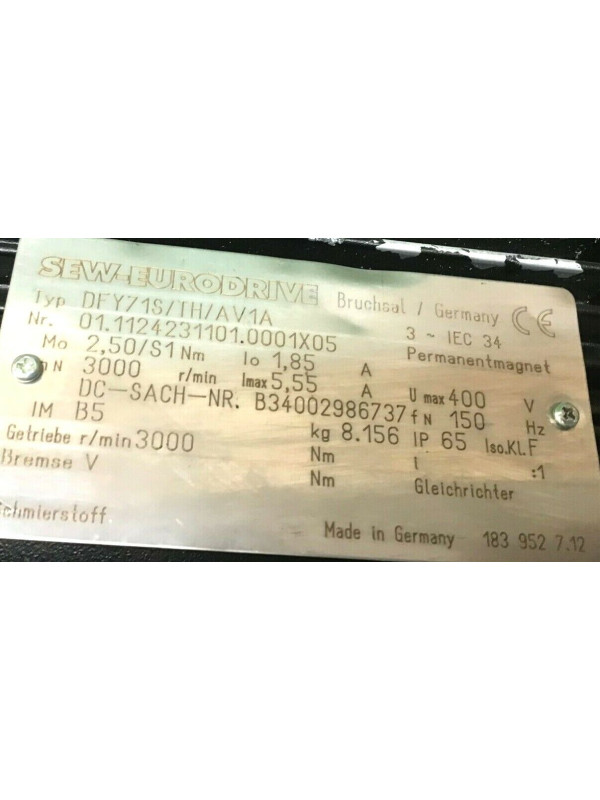 SEW-EURODRIVE Bruchsal / Germany CE
Typ DFY71S/TH/AV1A 3 ~ IEC 34
Nr. 01.1124231101.0001X05 Permanentmagnet
Mo 2,50/S1 Nm Io 1,85 A
nN 3000 r/min Imax 5,55 A U max 400 V
DC-SACH-NR. B34002986737 fN 150 Hz
IM B5 kg 8.156 IP 65 Iso.Kl. F
Getriebe r/min 3000 Nm i :1
Bremse V Nm Gleichrichter
Schmierstoff
Made in Germany 183 952 7.12